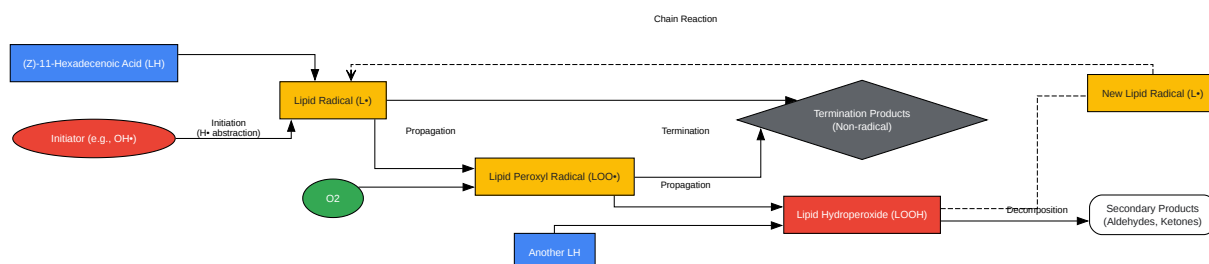 Chain Reaction
(Z)-11-Hexadecenoic Acid (LH)
Lipid Radical (L•)
New Lipid Radical (L•)
Initiator (e.g., OH•)
Initiation
(H• abstraction)
Propagation
Termination
Termination Products
(Non-radical)
O2
Lipid Peroxyl Radical (LOO•)
Propagation
Lipid Hydroperoxide (LOOH)
Decomposition
Secondary Products
(Aldehydes, Ketones)
Another LH